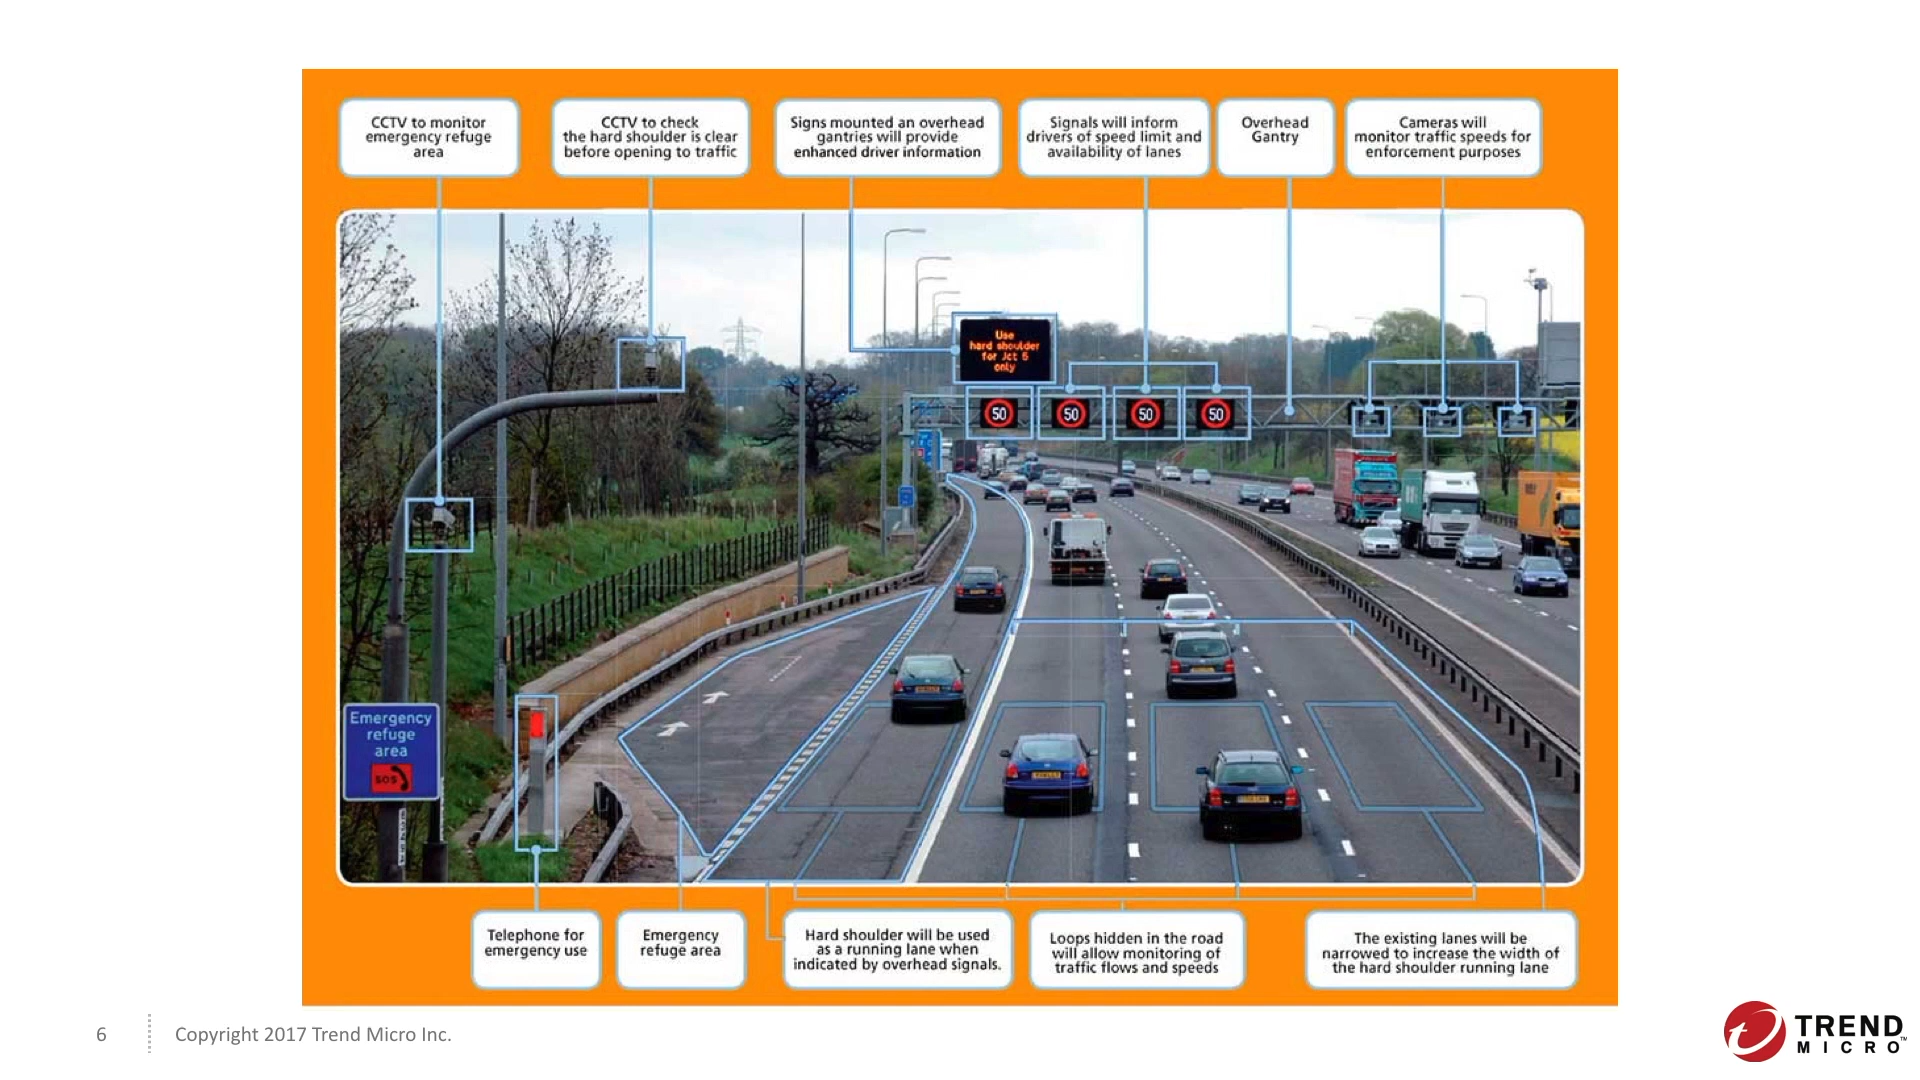 CCTV to monitor
emergency refuge
area
CCTV to check
the hard shoulder is clear
before opening to traffic
Signs mounted an overhead
gantries will provide
enhanced driver information
Signals will inform
drivers of speed limit and
availability of lanes
Overhead
Gantry
Cameras will
monitor traffic speeds for
enforcement purposes
Use
hard shoulder
for Jct 5
only
50
50
50
50
Emergency
refuge
area
SOS
Telephone for
emergency use
Emergency
refuge area
Hard shoulder will be used
as a running lane when
indicated by overhead signals.
Loops hidden in the road
will allow monitoring of
traffic flows and speeds
The existing lanes will be
narrowed to increase the width of
the hard shoulder running lane
6
Copyright 2017 Trend Micro Inc.
TREND
MICRO™